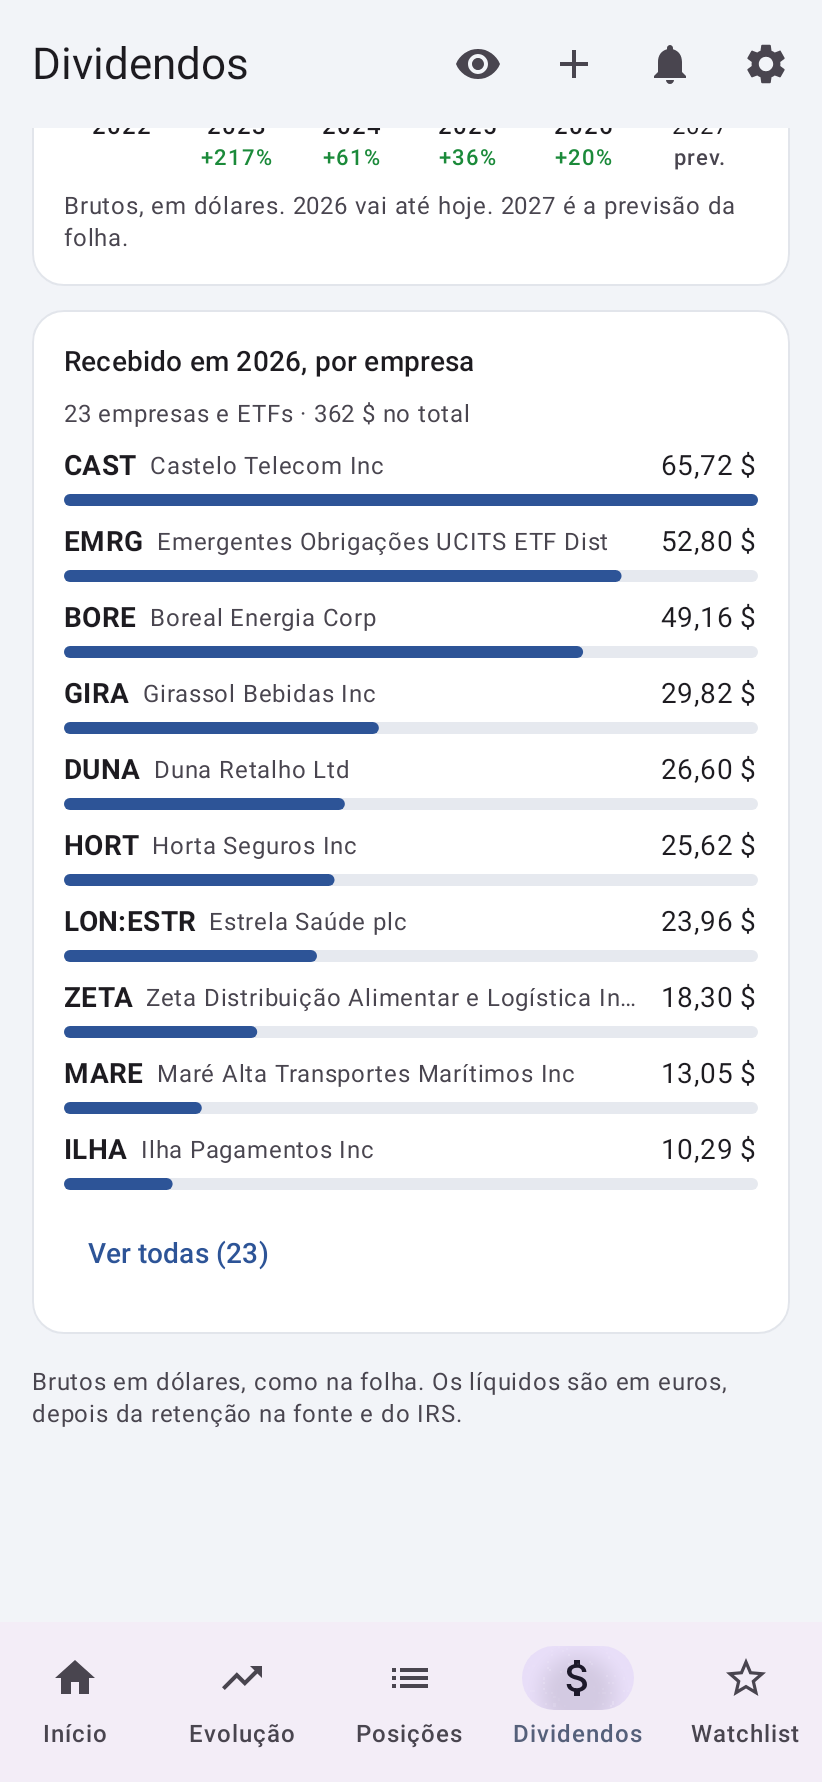 Dividendos
2022 2023 2024 2025 2026 2027
+217% +61% +36% +20% prev.
Brutos, em dólares. 2026 vai até hoje. 2027 é a previsão da
folha.
Recebido em 2026, por empresa
23 empresas e ETFs · 362 $ no total
CAST Castelo Telecom Inc 65,72 $
EMRG Emergentes Obrigações UCITS ETF Dist 52,80 $
BORE Boreal Energia Corp 49,16 $
GIRA Girassol Bebidas Inc 29,82 $
DUNA Duna Retalho Ltd 26,60 $
HORT Horta Seguros Inc 25,62 $
LON:ESTR Estrela Saúde plc 23,96 $
ZETA Zeta Distribuição Alimentar e Logística In… 18,30 $
MARE Maré Alta Transportes Marítimos Inc 13,05 $
ILHA Ilha Pagamentos Inc 10,29 $
Ver todas (23)
Brutos em dólares, como na folha. Os líquidos são em euros,
depois da retenção na fonte e do IRS.
Início Evolução Posições Dividendos Watchlist